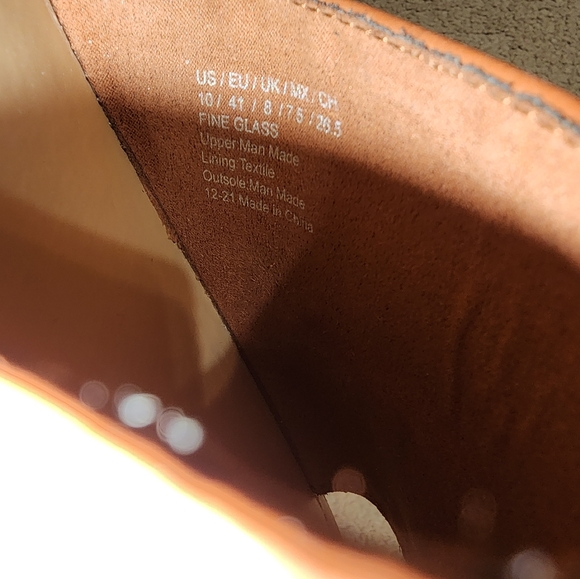 US / EU / UK / MX / CH
10 / 41 / 8 / 7.5 / 26.5
FINE GLASS
Upper:Man Made
Lining:Textile
Outsole:Man Made
12-21 Made in China